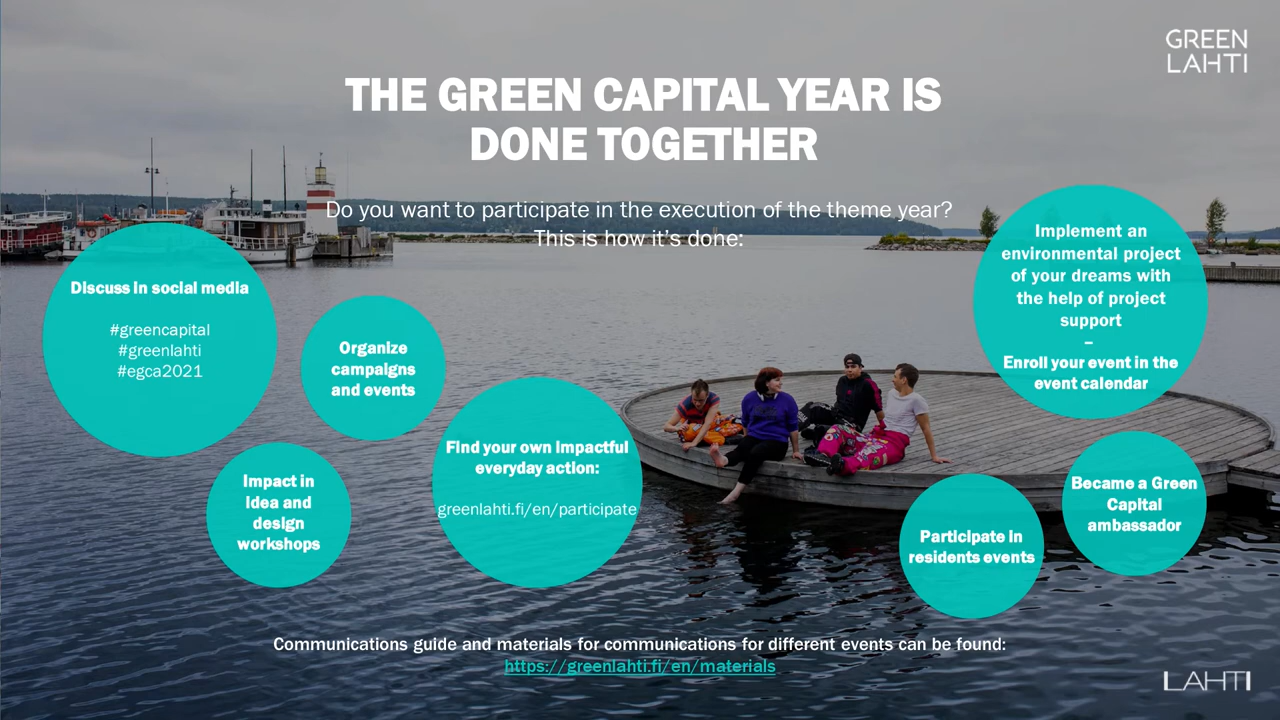 GREEN
LAHTI
THE GREEN CAPITAL YEAR IS
DONE TOGETHER
Do you want to participate in the execution of the theme year?
This is how it's done:
Discuss in social media
#greencapital
#greenlahti
#egca2021
Organize
campaigns
and events
Impact in
idea and
design
workshops
Find your own impactful
everyday action:
greenlahti.fi/en/participate
Implement an
environmental project
of your dreams with
the help of project
support
–
Enroll your event in the
event calendar
Became a Green
Capital
ambassador
Participate in
residents events
Communications guide and materials for communications for different events can be found:
https://greenlahti.fi/en/materials
LAHTI